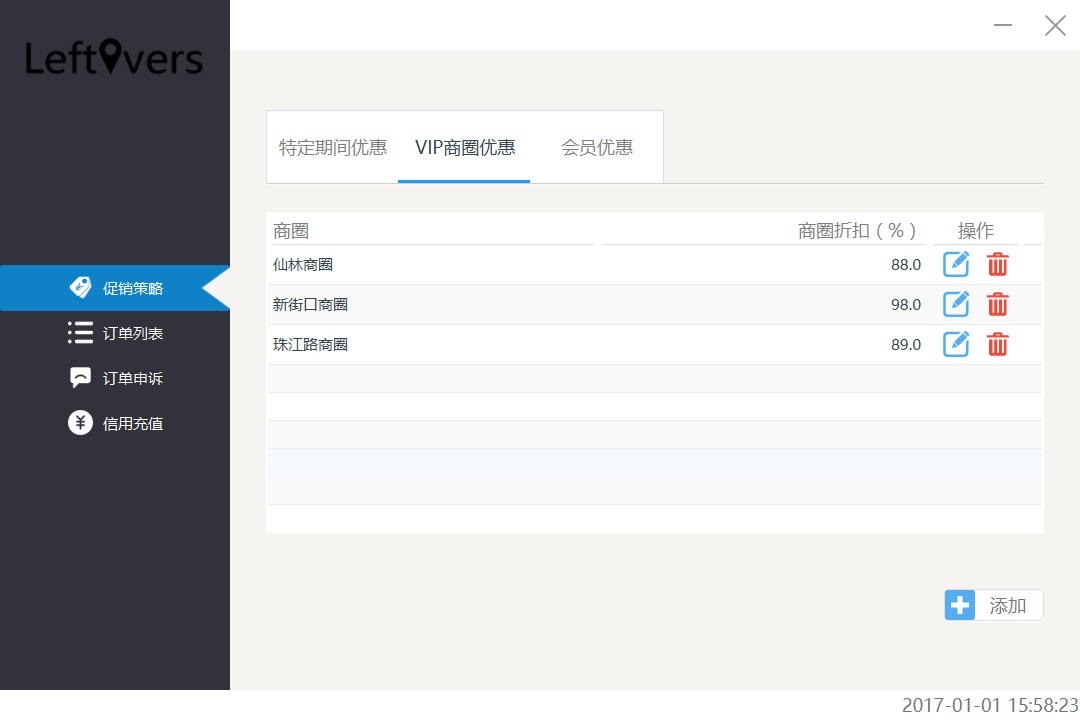 Leftovers
促销策略
订单列表
订单申诉
信用充值
特定期间优惠 VIP商圈优惠 会员优惠
商圈 商圈折扣（%） 操作
仙林商圈 88.0
新街口商圈 98.0
珠江路商圈 89.0
添加
2017-01-01 15:58:23